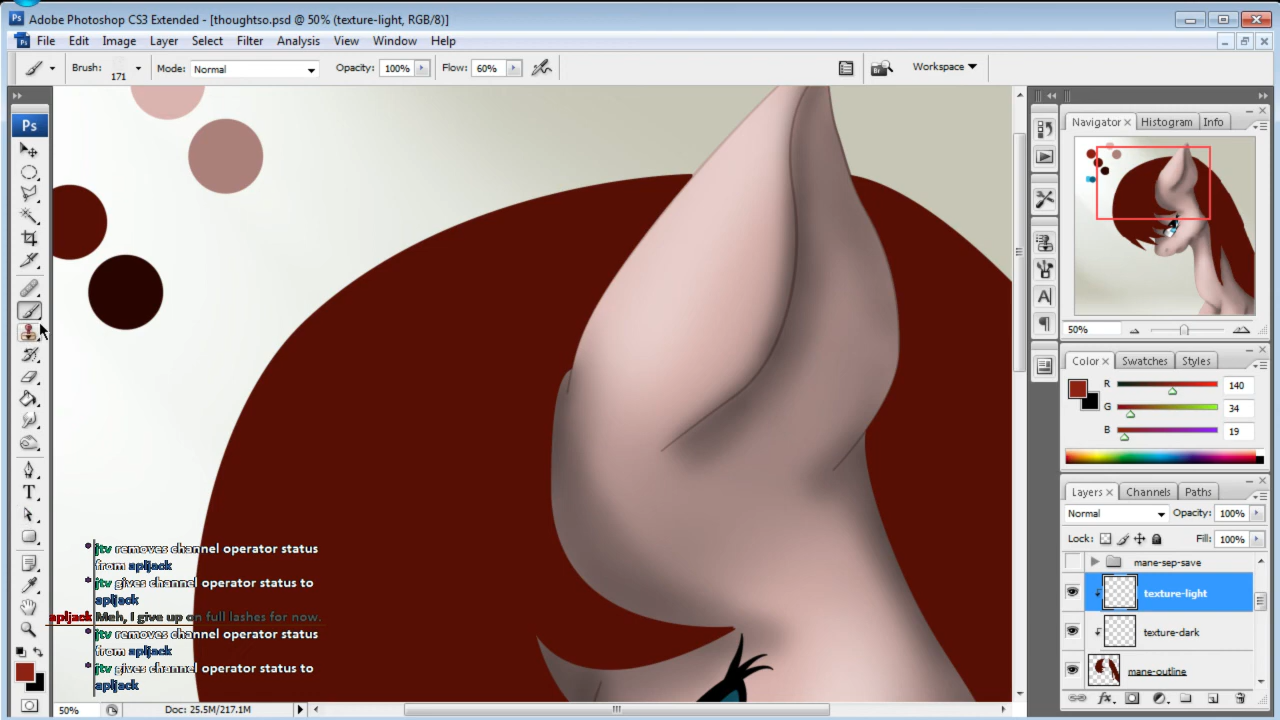 Adobe Photoshop CS3 Extended - [thoughtso.psd @ 50% (texture-light, RGB/8)]
File Edit Image Layer Select Filter Analysis View Window Help
Brush: 171 Mode: Normal Opacity: 100% Flow: 60% Workspace
Ps
Navigator Histogram Info
50%
Color Swatches Styles
R 140
G 34
B 19
Layers Channels Paths
Normal Opacity: 100%
Lock: Fill: 100%
mane-sep-save
texture-light
texture-dark
mane-outline
jtv removes channel operator status
from apljack
jtv gives channel operator status to
apljack
apljack Meh, I give up on full lashes for now.
jtv removes channel operator status
from apljack
jtv gives channel operator status to
apljack
50% Doc: 25.5M/217.1M